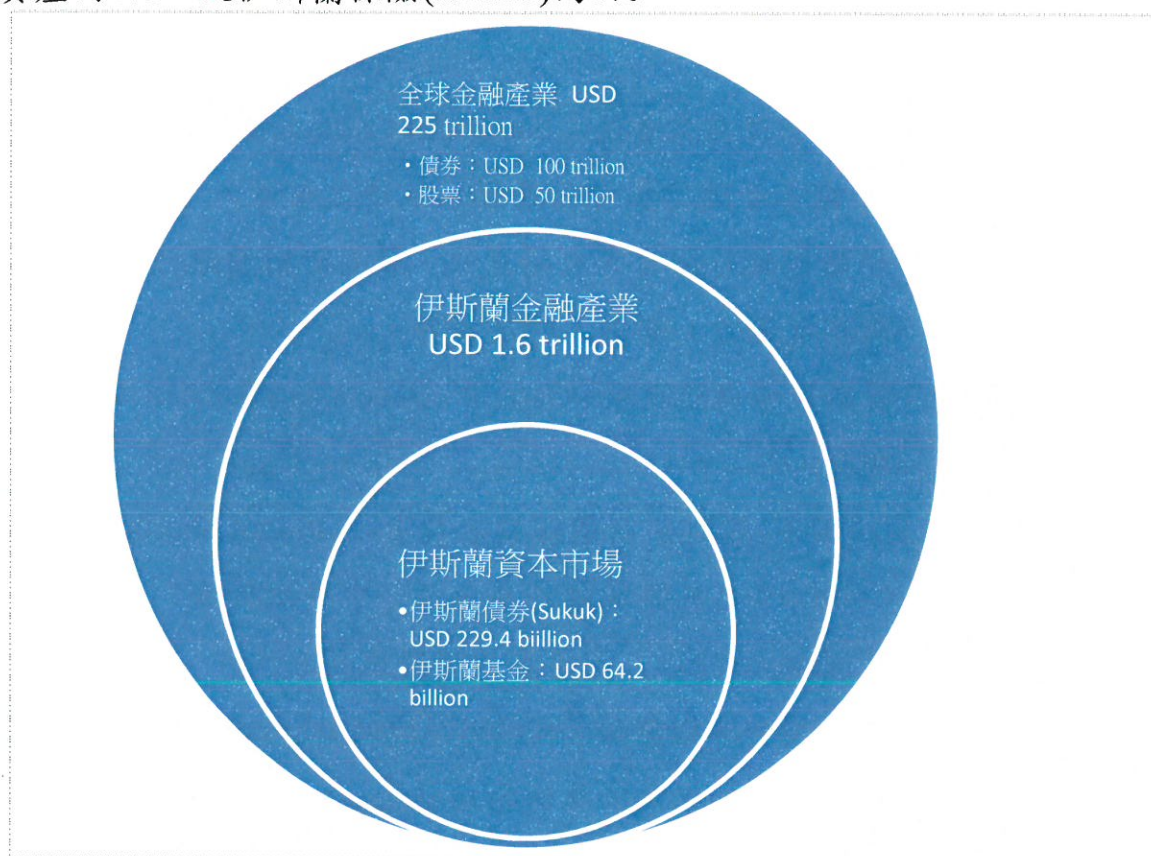 全球金融產業 USD
225 trillion
・債券：USD 100 trillion
・股票：USD 50 trillion
伊斯蘭金融產業
USD 1.6 trillion
伊斯蘭資本市場
•伊斯蘭債券(Sukuk)：
USD 229.4 biillion
•伊斯蘭基金：USD 64.2
billion